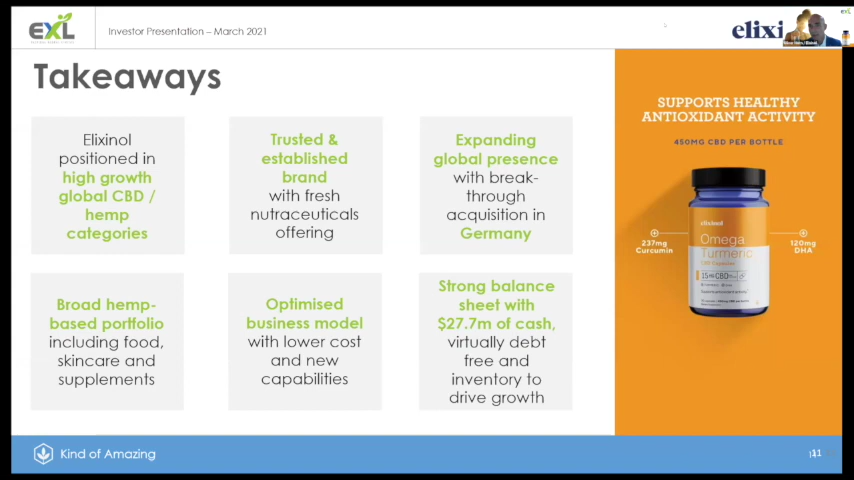 EXL
Investor Presentation – March 2021
elixi
Takeaways
Elixinol
positioned in
high growth
global CBD /
hemp
categories
Trusted &
established
brand
with fresh
nutraceuticals
offering
Expanding
global presence
with break-
through
acquisition in
Germany
Broad hemp-
based portfolio
including food,
skincare and
supplements
Optimised
business model
with lower cost
and new
capabilities
Strong balance
sheet with
$27.7m of cash,
virtually debt
free and
inventory to
drive growth
SUPPORTS HEALTHY
ANTIOXIDANT ACTIVITY
450MG CBD PER BOTTLE
237mg
Curcumin
120mg
DHA
elixinol
Omega
Turmeric
CBD Capsules
15MG CBD
Kind of Amazing
11